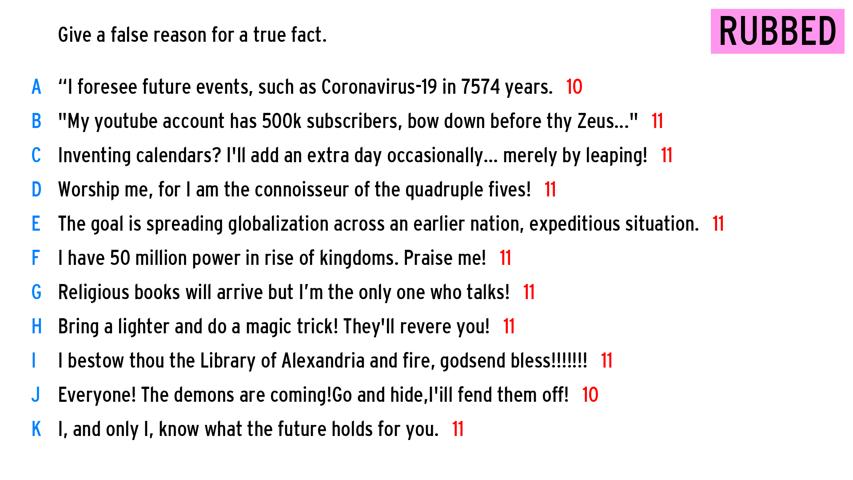 Give a false reason for a true fact.
RUBBED
A “I foresee future events, such as Coronavirus-19 in 7574 years. 10
B "My youtube account has 500k subscribers, bow down before thy Zeus..." 11
C Inventing calendars? I'll add an extra day occasionally... merely by leaping! 11
D Worship me, for I am the connoisseur of the quadruple fives! 11
E The goal is spreading globalization across an earlier nation, expeditious situation. 11
F I have 50 million power in rise of kingdoms. Praise me! 11
G Religious books will arrive but I’m the only one who talks! 11
H Bring a lighter and do a magic trick! They'll revere you! 11
I I bestow thou the Library of Alexandria and fire, godsend bless!!!!!!! 11
J Everyone! The demons are coming!Go and hide,I'ill fend them off! 10
K I, and only I, know what the future holds for you. 11